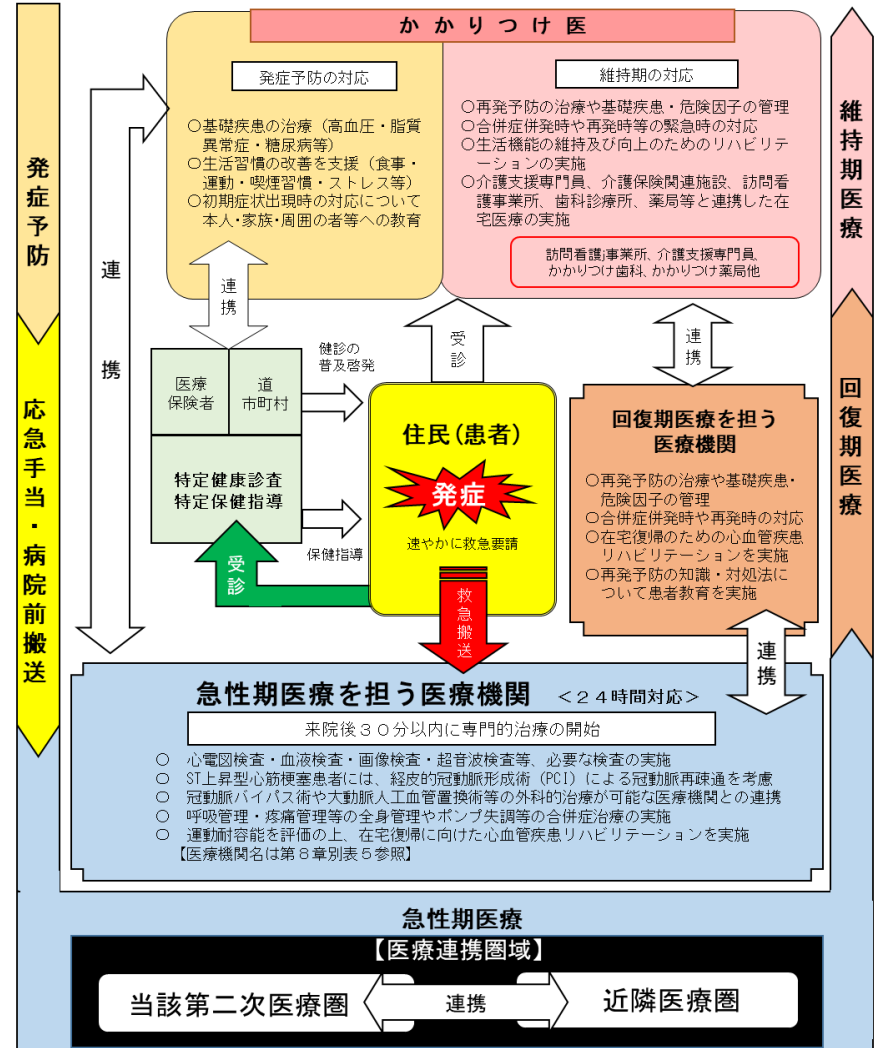 かかりつけ医
発症予防の対応
○基礎疾患の治療（高血圧・脂質
異常症・糖尿病等）
○生活習慣の改善を支援（食事・
運動・喫煙習慣・ストレス等）
○初期症状出現時の対応について
本人・家族・周囲の者等への教育
維持期の対応
○再発予防の治療や基礎疾患・危険因子の管理
○合併症併発時や再発時等の緊急時の対応
○生活機能の維持及び向上のためのリハビリテ
ーションの実施
○介護支援専門員、介護保険関連施設、訪問看
護事業所、歯科診療所、薬局等と連携した在
宅医療の実施
訪問看護j事業所、介護支援専門員、
かかりつけ歯科、かかりつけ薬局他
発症予防
応急手当・病院前搬送
維持期医療
回復期医療
連携
連携
受診
連携
医療
保険者
道
市町村
健診の
普及啓発
特定健康診査
特定保健指導
保健指導
受診
住民(患者)
発症
速やかに救急要請
救急搬送
回復期医療を担う
医療機関
○再発予防の治療や基礎疾患・
危険因子の管理
○合併症併発時や再発時の対応
○在宅復帰のための心血管疾患
リハビリテーションを実施
○再発予防の知識・対処法に
ついて患者教育を実施
連携
急性期医療を担う医療機関 ＜２４時間対応＞
来院後３０分以内に専門的治療の開始
○ 心電図検査・血液検査・画像検査・超音波検査等、必要な検査の実施
○ ST上昇型心筋梗塞患者には、経皮的冠動脈形成術（PCI）による冠動脈再疎通を考慮
○ 冠動脈バイパス術や大動脈人工血管置換術等の外科的治療が可能な医療機関との連携
○ 呼吸管理・疼痛管理等の全身管理やポンプ失調等の合併症治療の実施
○ 運動耐容能を評価の上、在宅復帰に向けた心血管疾患リハビリテーションを実施
【医療機関名は第８章別表５参照】
急性期医療
【医療連携圏域】
当該第二次医療圏
連携
近隣医療圏